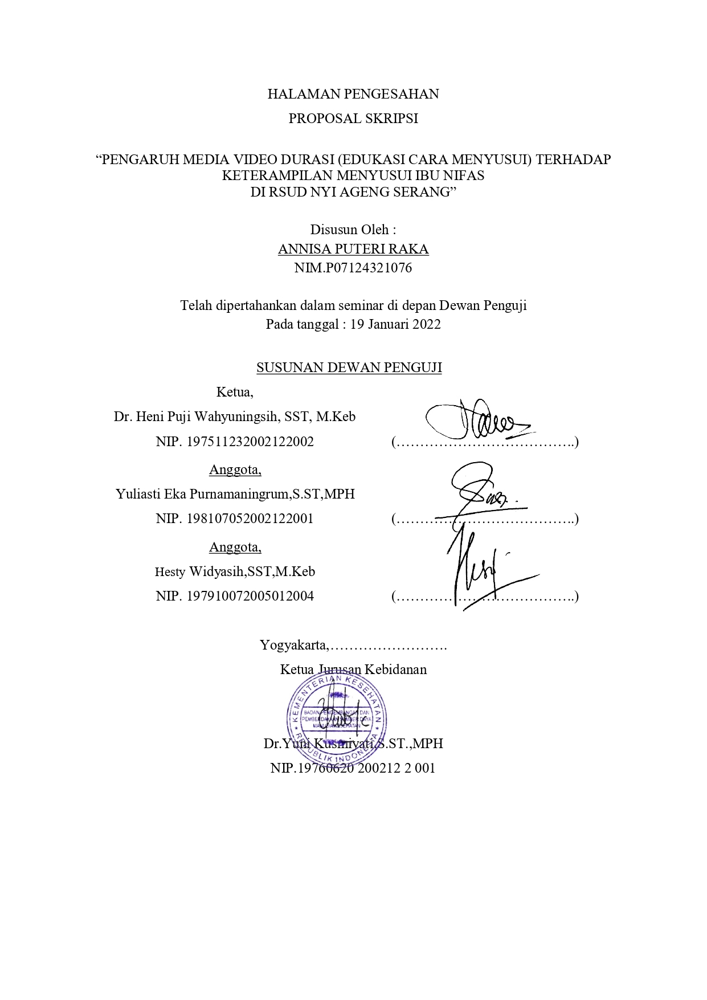 HALAMAN PENGESAHAN
PROPOSAL SKRIPSI
“PENGARUH MEDIA VIDEO DURASI (EDUKASI CARA MENYUSUI) TERHADAP
KETERAMPILAN MENYUSUI IBU NIFAS
DI RSUD NYI AGENG SERANG”
Disusun Oleh :
ANNISA PUTERI RAKA
NIM.P07124321076
Telah dipertahankan dalam seminar di depan Dewan Penguji
Pada tanggal : 19 Januari 2022
SUSUNAN DEWAN PENGUJI
Ketua,
Dr. Heni Puji Wahyuningsih, SST, M.Keb
NIP. 197511232002122002 (……………………………….)
Anggota,
Yuliasti Eka Purnamaningrum,S.ST,MPH
NIP. 198107052002122001 (……………………………….)
Anggota,
Hesty Widyasih,SST,M.Keb
NIP. 197910072005012004 (……………………………….)
Yogyakarta,…………………….
Ketua Jurusan Kebidanan
KEMENTERIAN KESEHATAN
BADAN PENGEMBANGAN DAN
PEMBERDAYAAN SUMBER DAYA
MANUSIA KESEHATAN
REPUBLIK INDONESIA
Dr.Yuni Kusmiyati,S.ST.,MPH
NIP.19760620 200212 2 001